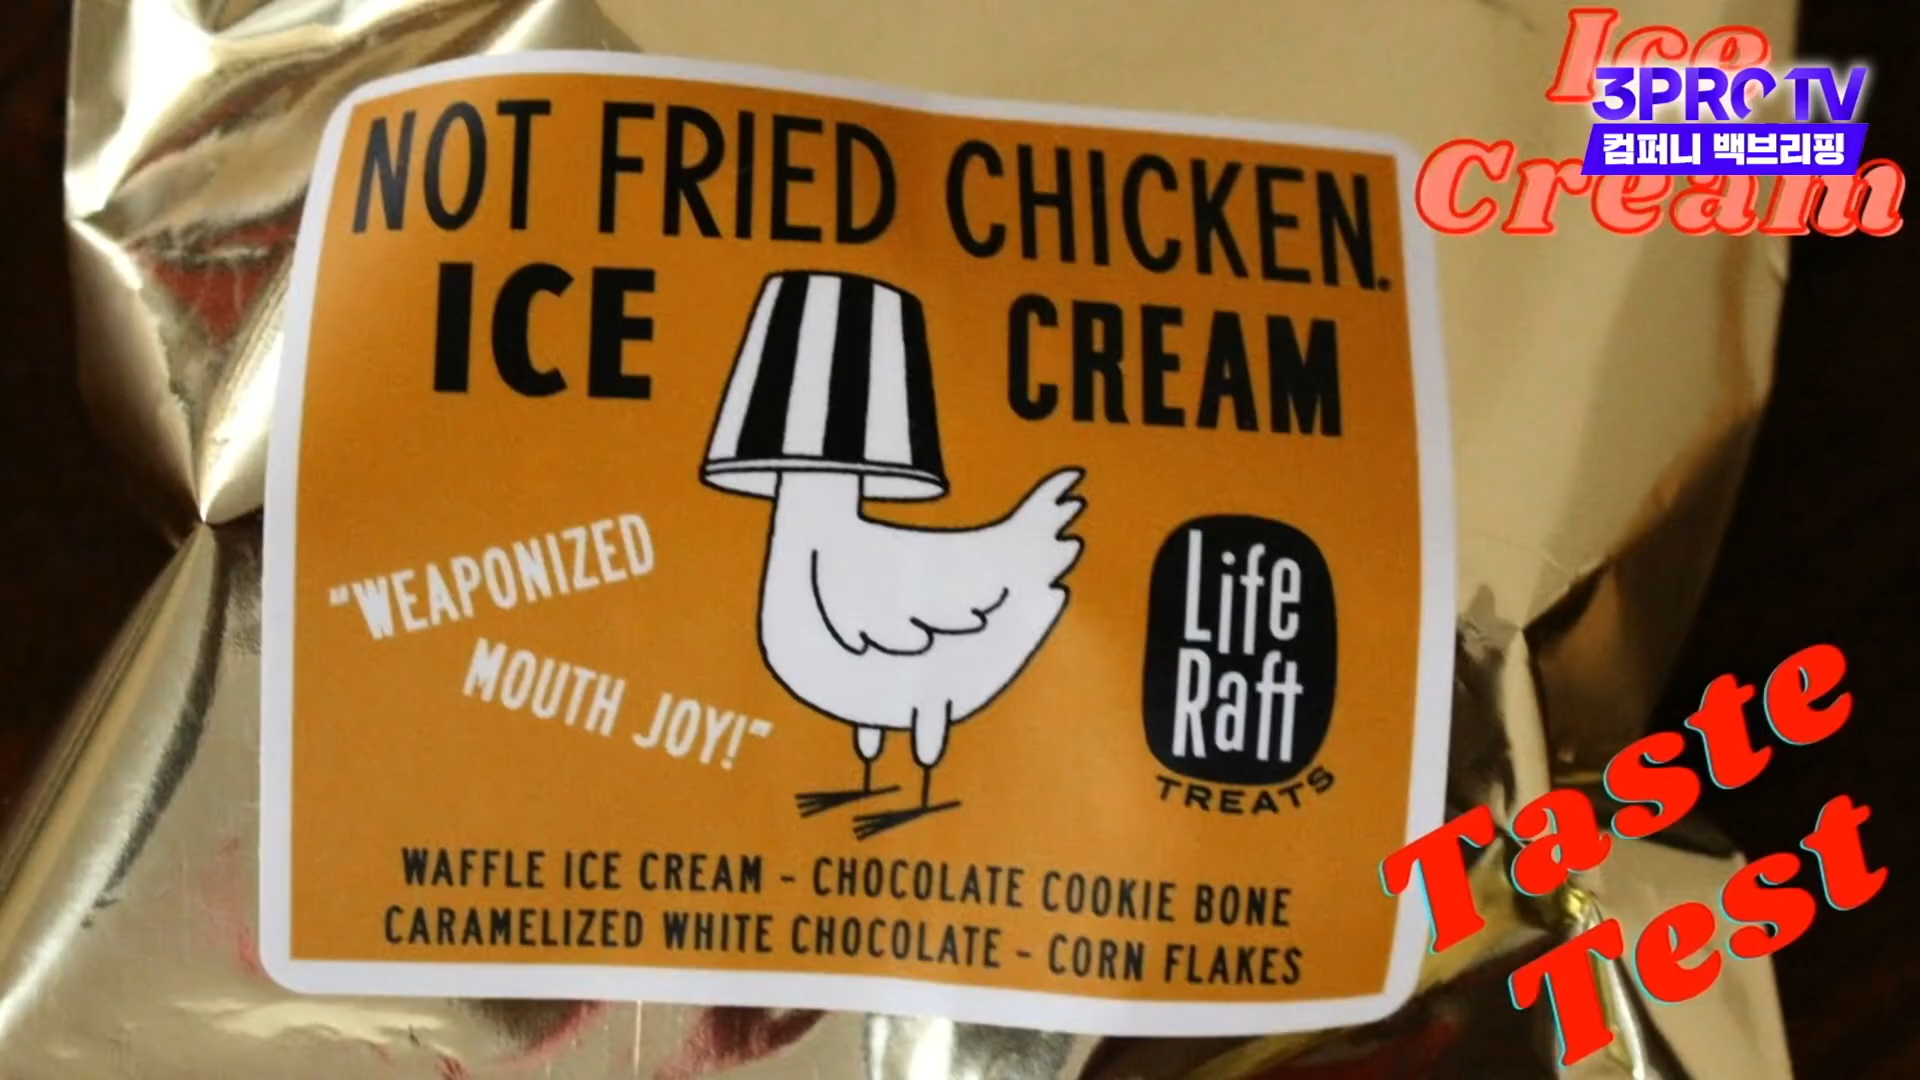 NOT FRIED CHICKEN.
ICE CREAM
"WEAPONIZED
MOUTH JOY!"
Life
Raft
TREATS
WAFFLE ICE CREAM - CHOCOLATE COOKIE BONE
CARAMELIZED WHITE CHOCOLATE - CORN FLAKES
Ice
Cream
3PRO TV
컴퍼니 백브리핑
Taste
Test